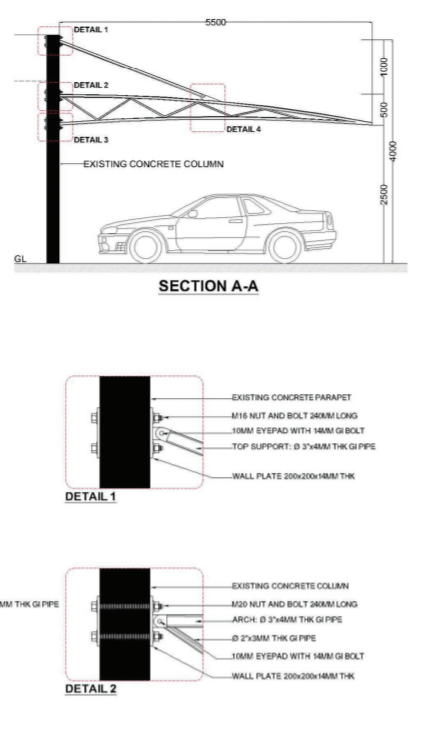 5500
DETAIL 1
DETAIL 2
DETAIL 3
DETAIL 4
1000
500
4000
2500
EXISTING CONCRETE COLUMN
GL
SECTION A-A
EXISTING CONCRETE PARAPET
M16 NUT AND BOLT 240MM LONG
10MM EYEPAD WITH 14MM GI BOLT
TOP SUPPORT: Ø 3"x4MM THK GI PIPE
WALL PLATE 200x200x14MM THK
DETAIL 1
EXISTING CONCRETE COLUMN
MM THK GI PIPE
M20 NUT AND BOLT 240MM LONG
ARCH: Ø 3"x4MM THK GI PIPE
Ø 2"x3MM THK GI PIPE
10MM EYEPAD WITH 14MM GI BOLT
WALL PLATE 200x200x14MM THK
DETAIL 2